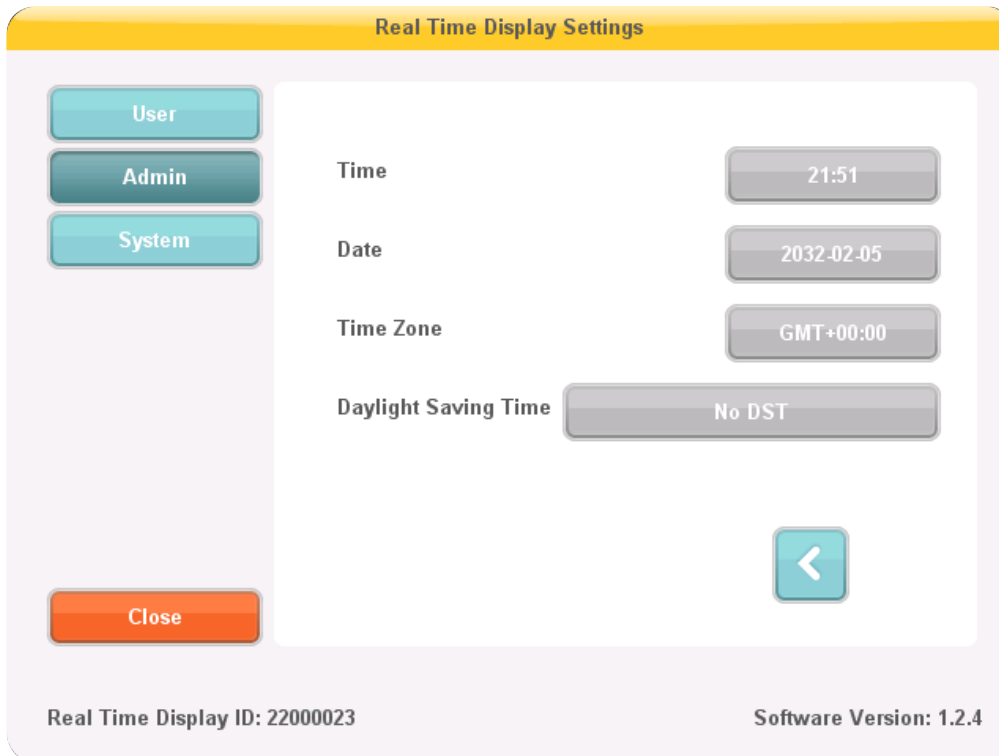 Real Time Display Settings
User
Admin
System
Time 21:51
Date 2032-02-05
Time Zone GMT+00:00
Daylight Saving Time No DST
Close
Real Time Display ID: 22000023 Software Version: 1.2.4